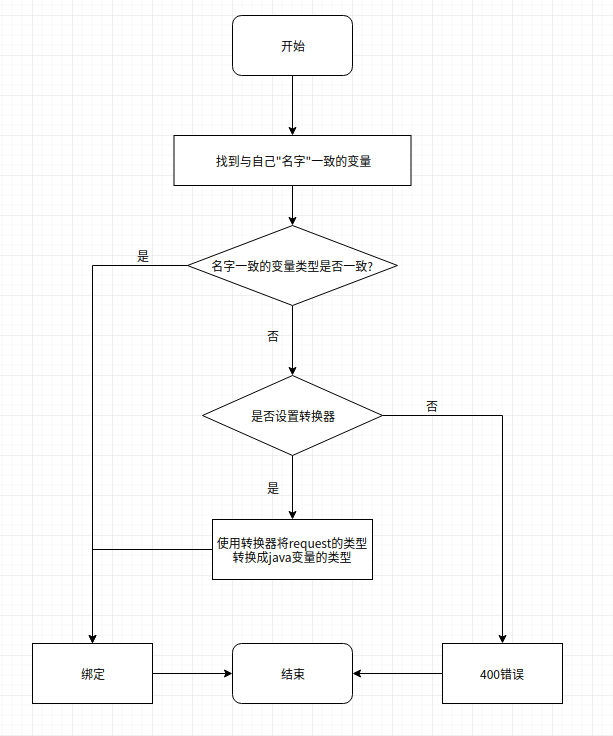 开始
找到与自己"名字"一致的变量
是
名字一致的变量类型是否一致?
否
否
是否设置转换器
是
使用转换器将request的类型
转换成java变量的类型
绑定
结束
400错误